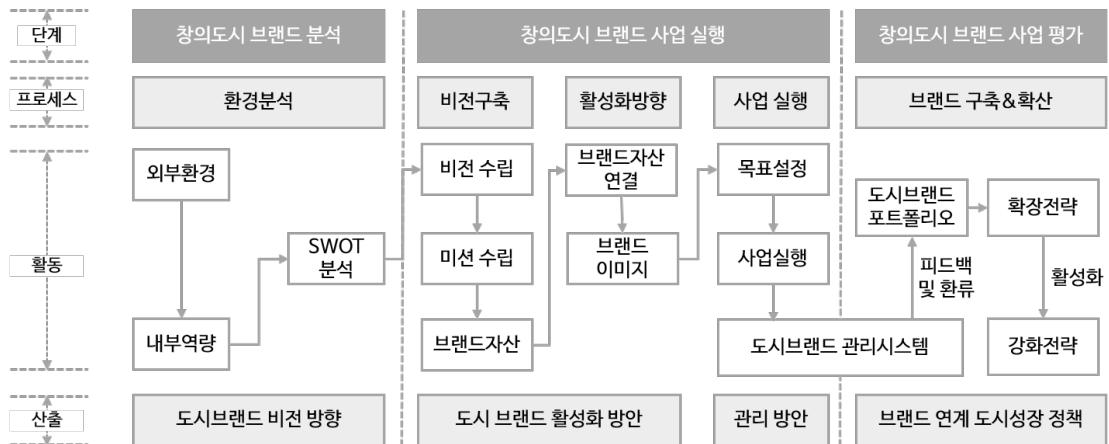 단계
창의도시 브랜드 분석
창의도시 브랜드 사업 실행
창의도시 브랜드 사업 평가
프로세스
환경분석
비전구축
활성화방향
사업 실행
브랜드 구축&확산
활동
외부환경
내부역량
SWOT
분석
비전 수립
미션 수립
브랜드자산
브랜드자산
연결
브랜드
이미지
목표설정
사업실행
도시브랜드 관리시스템
도시브랜드
포트폴리오
피드백
및 환류
확장전략
활성화
강화전략
산출
도시브랜드 비전 방향
도시 브랜드 활성화 방안
관리 방안
브랜드 연계 도시성장 정책